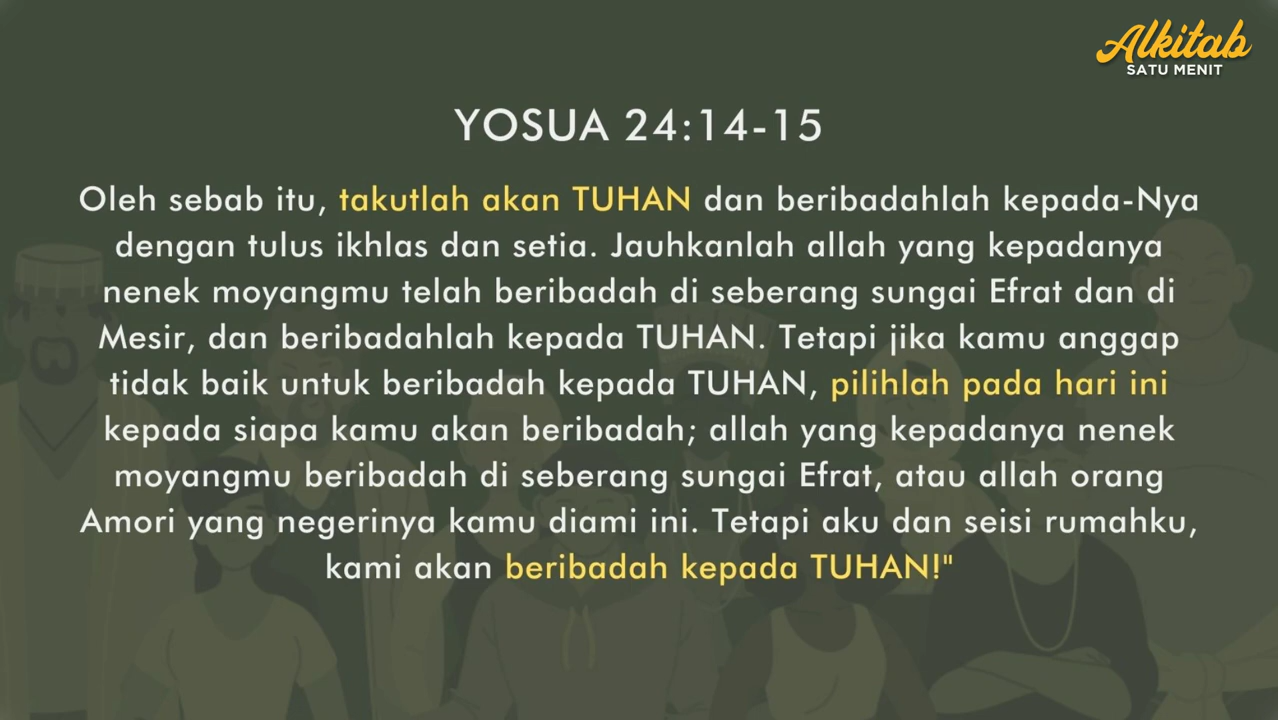 Alkitab
SATU MENIT
YOSUA 24:14-15
Oleh sebab itu, takutlah akan TUHAN dan beribadahlah kepada-Nya
dengan tulus ikhlas dan setia. Jauhkanlah allah yang kepadanya
nenek moyangmu telah beribadah di seberang sungai Efrat dan di
Mesir, dan beribadahlah kepada TUHAN. Tetapi jika kamu anggap
tidak baik untuk beribadah kepada TUHAN, pilihlah pada hari ini
kepada siapa kamu akan beribadah; allah yang kepadanya nenek
moyangmu beribadah di seberang sungai Efrat, atau allah orang
Amori yang negerinya kamu diami ini. Tetapi aku dan seisi rumahku,
kami akan beribadah kepada TUHAN!"